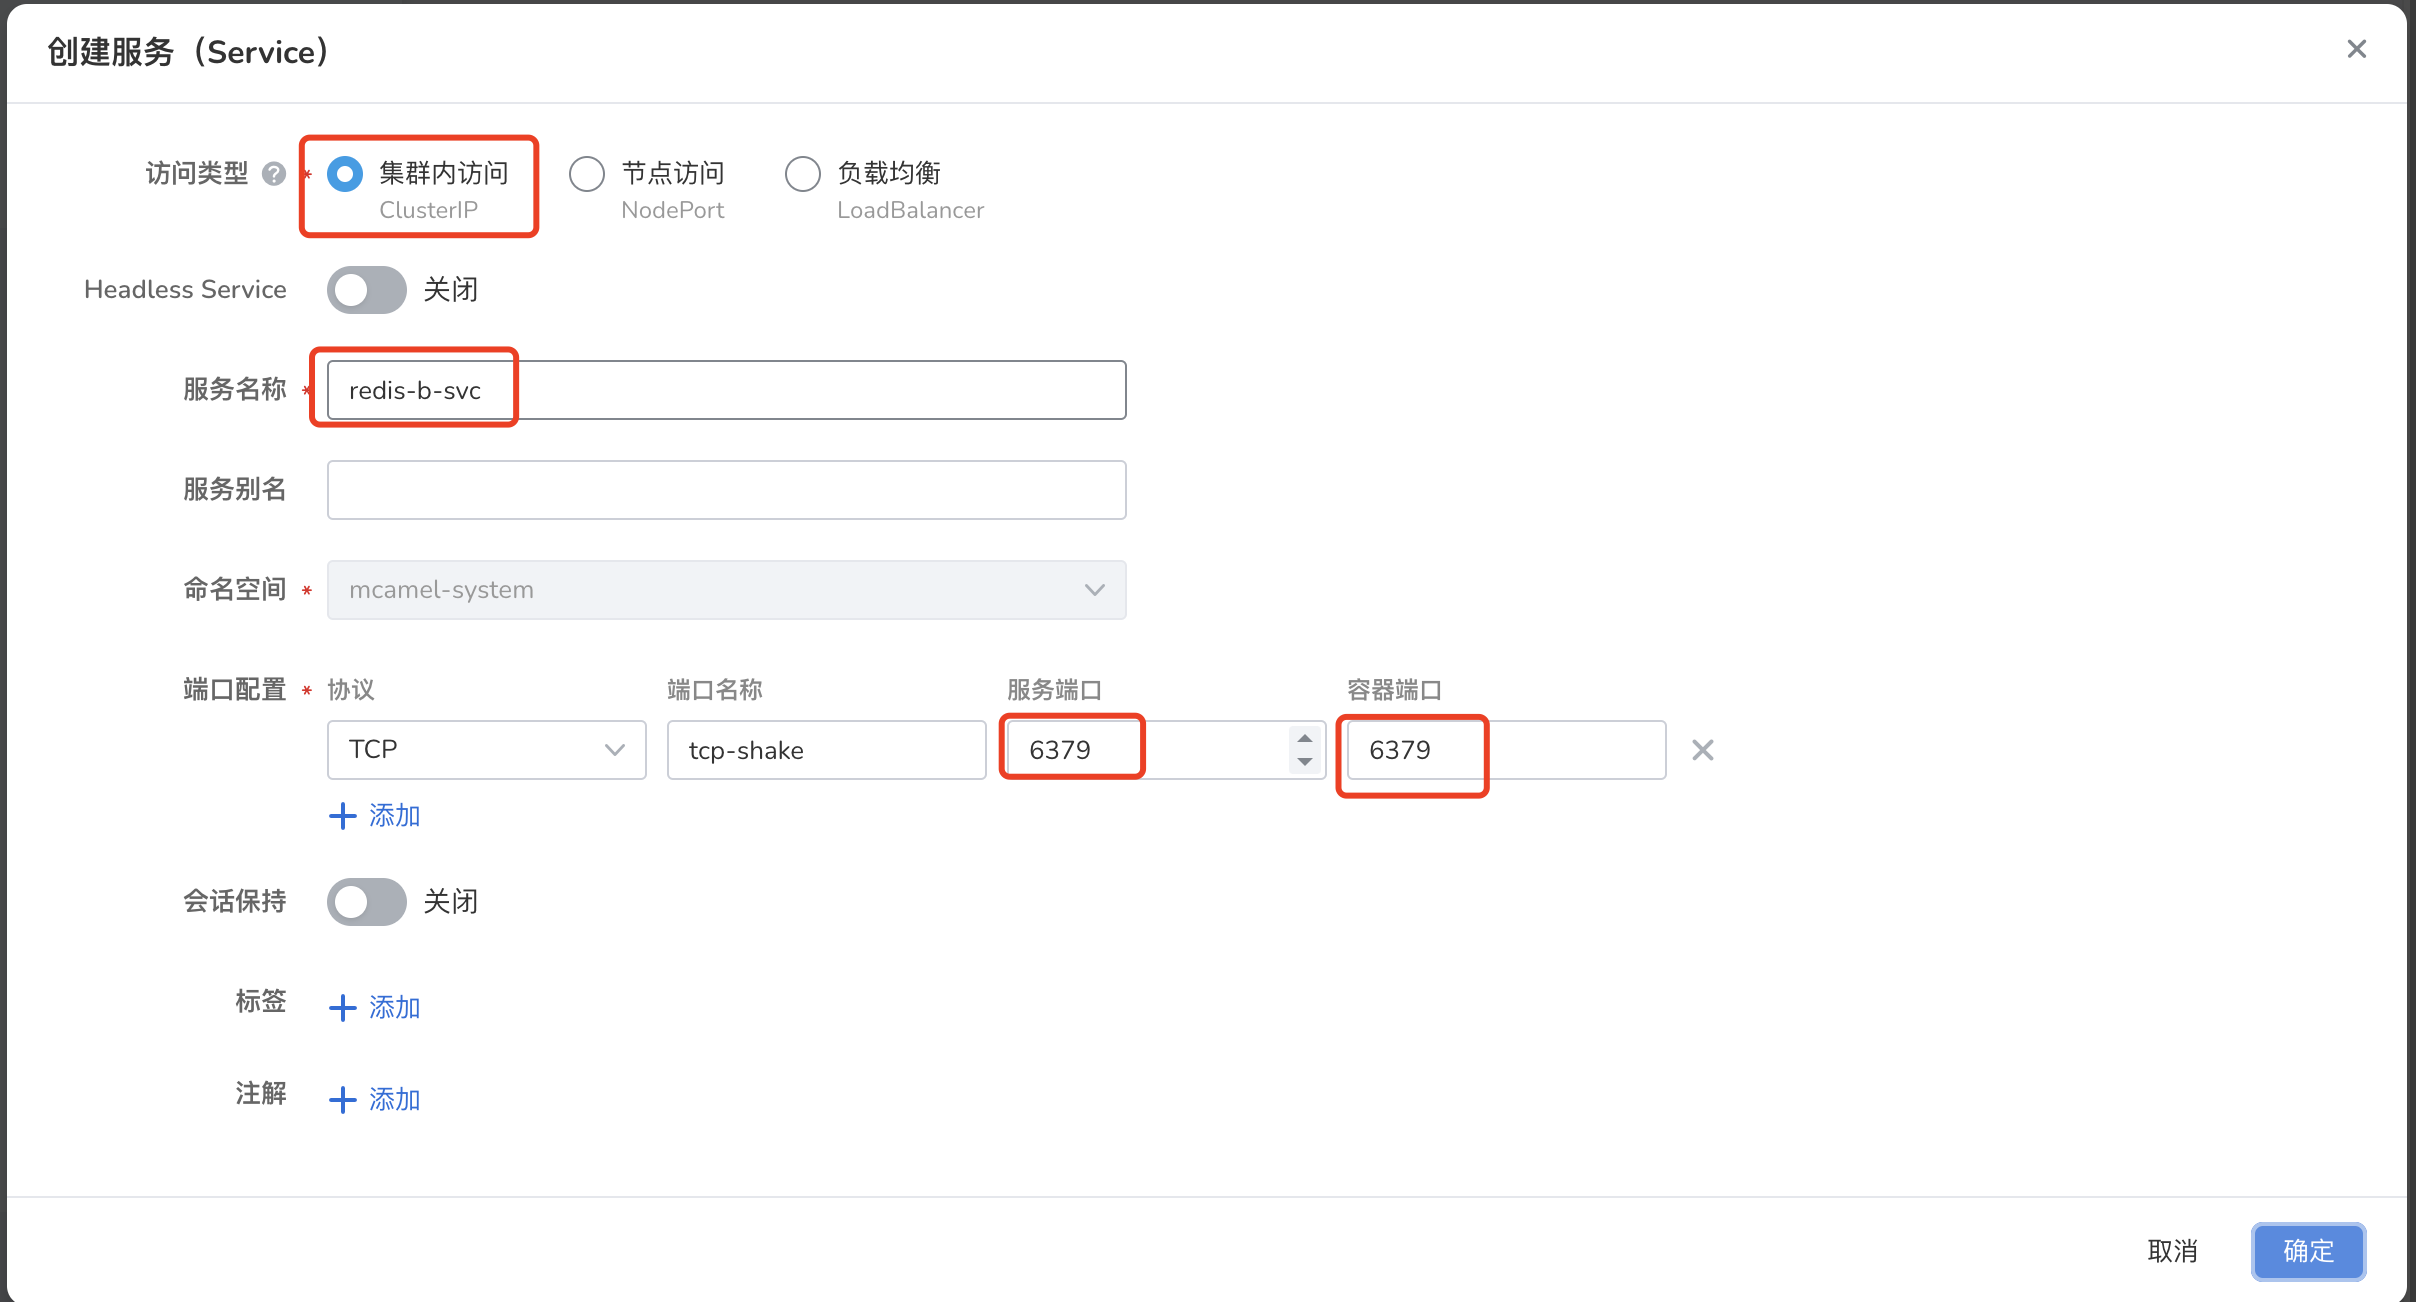 创建服务（Service）
访问类型 ? * 集群内访问 节点访问 负载均衡
ClusterIP NodePort LoadBalancer
Headless Service 关闭
服务名称 * redis-b-svc
服务别名
命名空间 * mcamel-system
端口配置 * 协议 端口名称 服务端口 容器端口
TCP tcp-shake 6379 6379
添加
会话保持 关闭
标签 添加
注解 添加
取消 确定